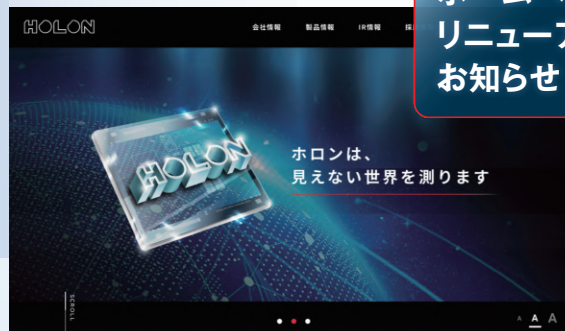 HOLON
会社情報 製品情報 IR情報
リニューア
お知らせ
HOLON
ホロンは、
見えない世界を測ります
SCROLL
A A A